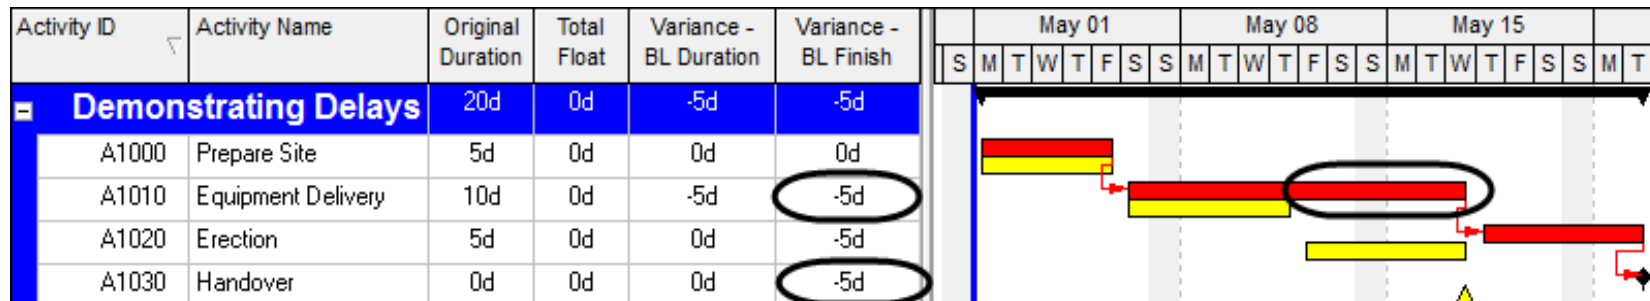 Activity ID Activity Name Original Duration Total Float Variance - BL Duration Variance - BL Finish May 01 May 08 May 15
S M T W T F S S M T W T F S S M T W T F S S M T
Demonstrating Delays 20d 0d -5d -5d
A1000 Prepare Site 5d 0d 0d 0d
A1010 Equipment Delivery 10d 0d -5d -5d
A1020 Erection 5d 0d 0d -5d
A1030 Handover 0d 0d 0d -5d